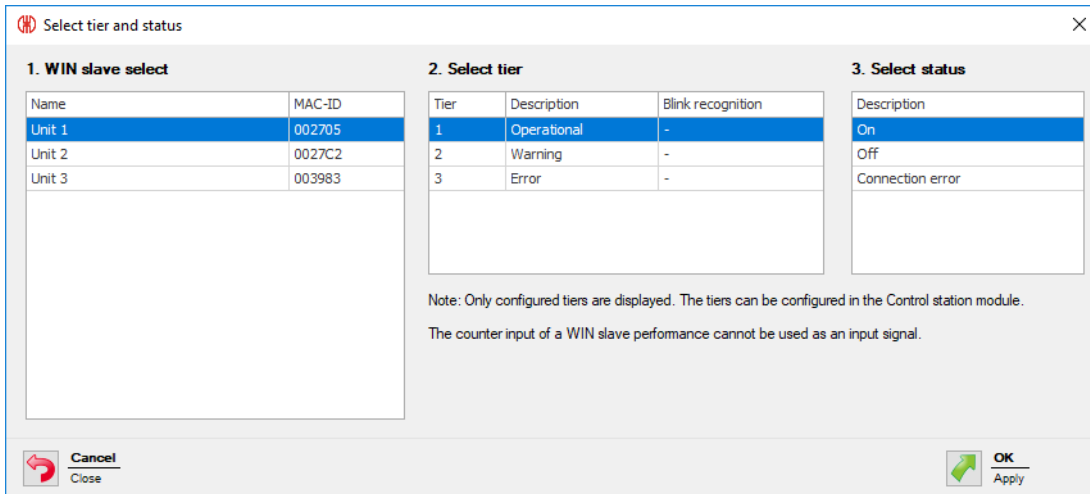 Select tier and status
1. WIN slave select
Name MAC-ID
Unit 1 002705
Unit 2 0027C2
Unit 3 003983
2. Select tier
Tier Description Blink recognition
1 Operational -
2 Warning -
3 Error -
3. Select status
Description
On
Off
Connection error
Note: Only configured tiers are displayed. The tiers can be configured in the Control station module.
The counter input of a WIN slave performance cannot be used as an input signal.
Cancel
Close
OK
Apply